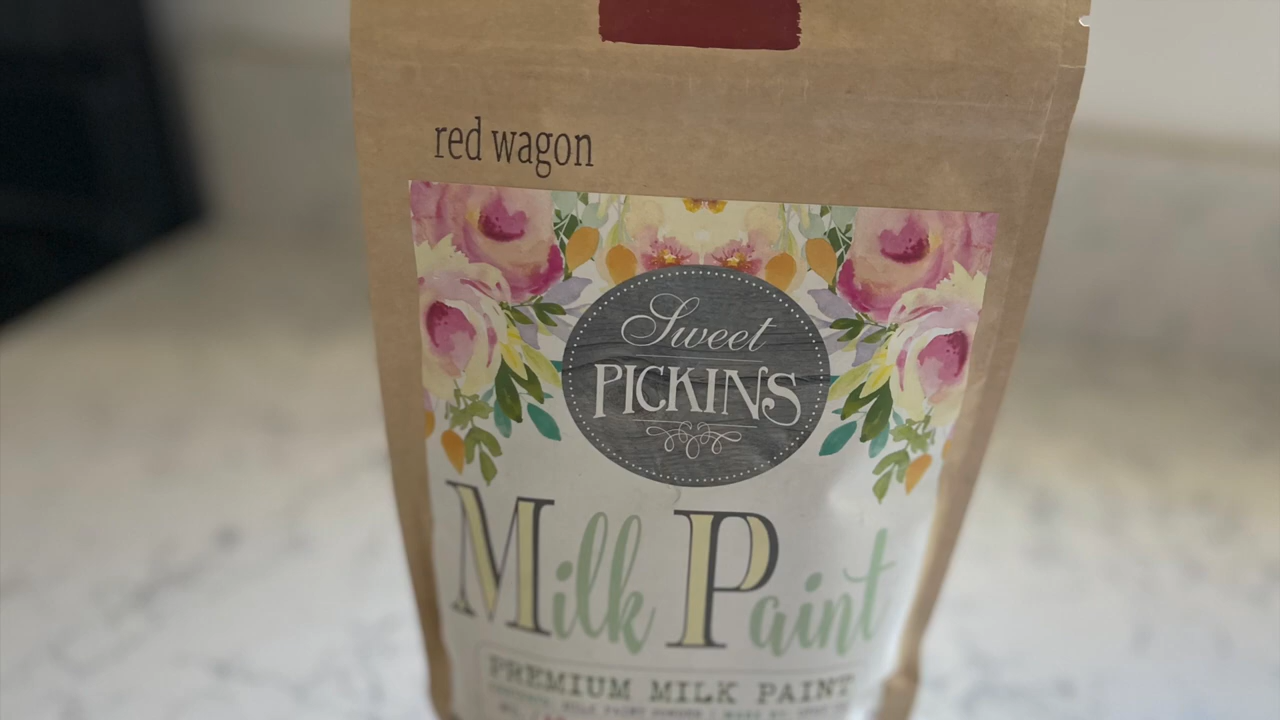 red wagon
Sweet
PICKINS
Milk Paint
PREMIUM MILK PAINT